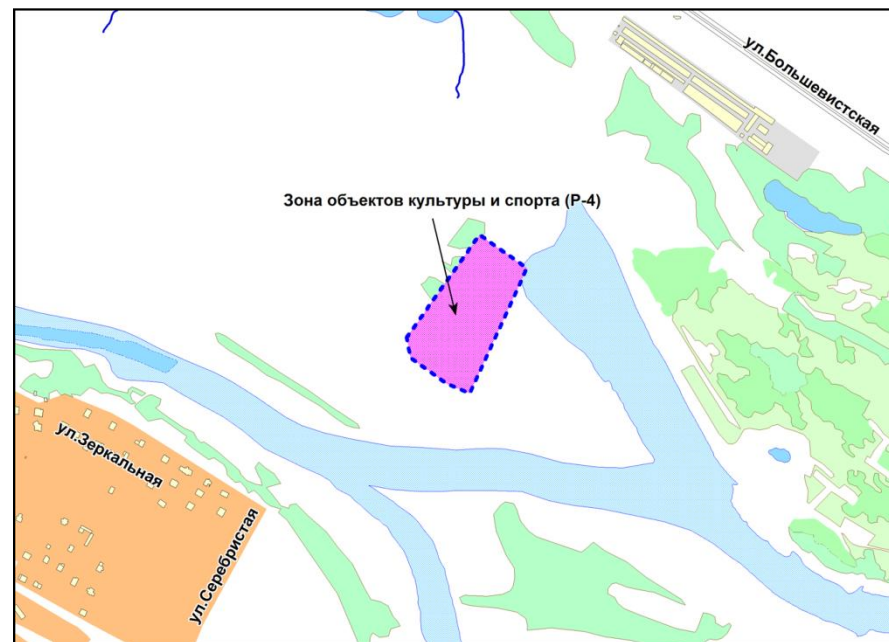 ул.Большевистская
Зона объектов культуры и спорта (Р-4)
ул.Зеркальная
ул.Серебристая